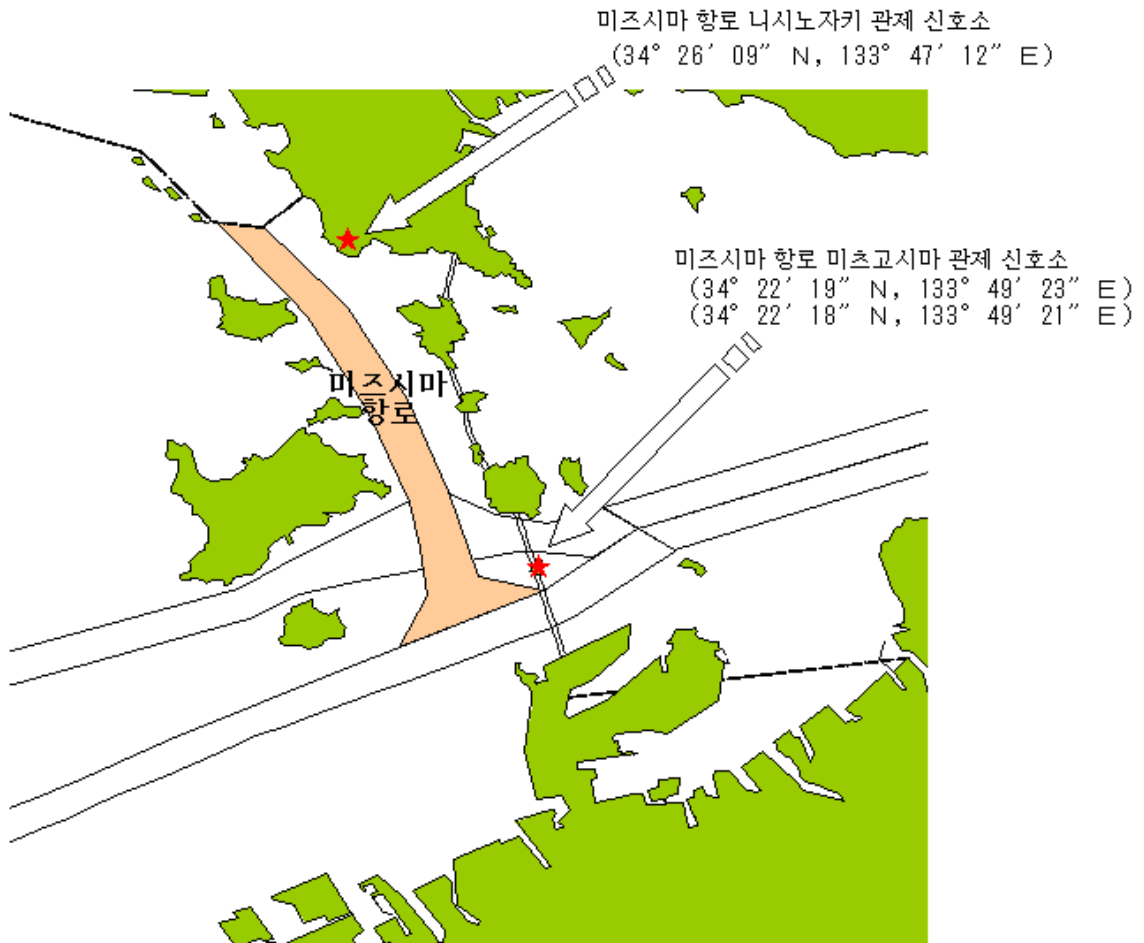 미즈시마 항로 니시노자키 관제 신호소
(34° 26′ 09″ N, 133° 47′ 12″ E)
미즈시마 항로 미츠고시마 관제 신호소
(34° 22′ 19″ N, 133° 49′ 23″ E)
(34° 22′ 18″ N, 133° 49′ 21″ E)
미즈시마
항로